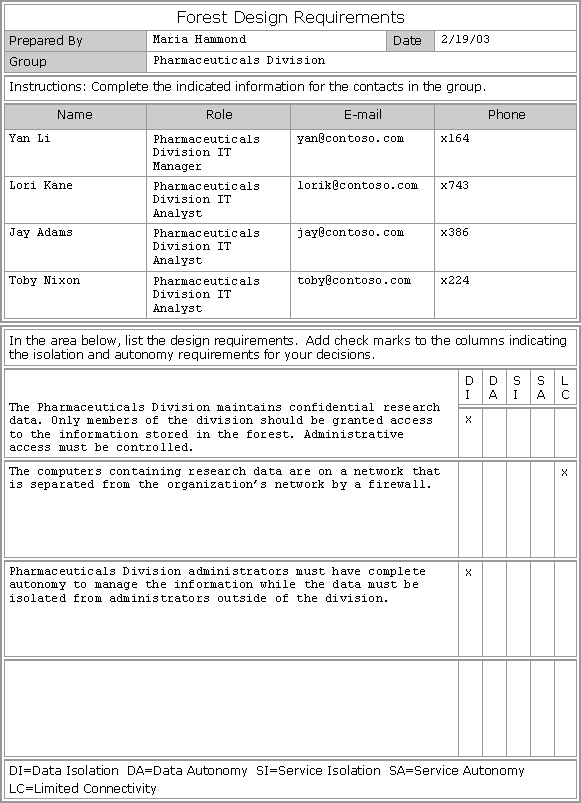 Forest Design Requirements
Prepared By Maria Hammond Date 2/19/03
Group Pharmaceuticals Division
Instructions: Complete the indicated information for the contacts in the group.
Name Role E-mail Phone
Yan Li Pharmaceuticals yan@contoso.com x164
Division IT
Manager
Lori Kane Pharmaceuticals lorik@contoso.com x743
Division IT
Analyst
Jay Adams Pharmaceuticals jay@contoso.com x386
Division IT
Analyst
Toby Nixon Pharmaceuticals toby@contoso.com x224
Division IT
Analyst
In the area below, list the design requirements. Add check marks to the columns indicating
the isolation and autonomy requirements for your decisions.
D D S S L
I A I A C
The Pharmaceuticals Division maintains confidential research
data. Only members of the division should be granted access x
to the information stored in the forest. Administrative
access must be controlled.
The computers containing research data are on a network that x
is separated from the organization's network by a firewall.
Pharmaceuticals Division administrators must have complete x
autonomy to manage the information while the data must be
isolated from administrators outside of the division.
DI=Data Isolation DA=Data Autonomy SI=Service Isolation SA=Service Autonomy
LC=Limited Connectivity